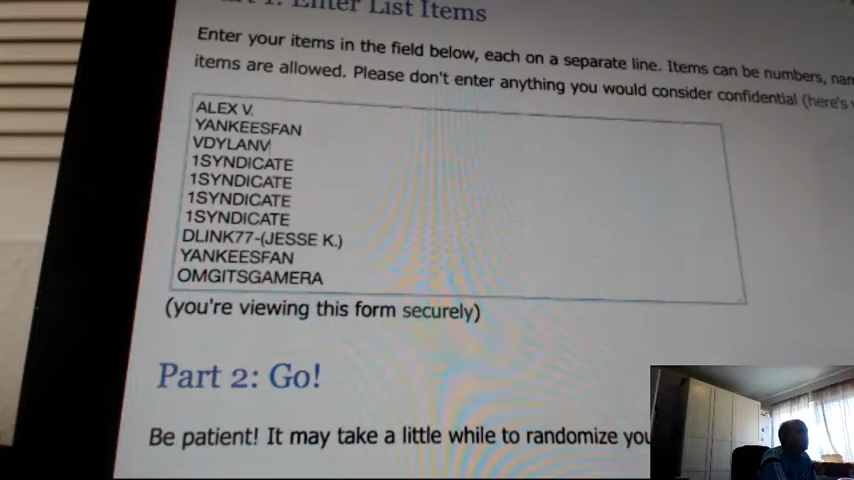 Part 1: Enter List Items
Enter your items in the field below, each on a separate line. Items can be numbers,
items are allowed. Please don't enter anything you would consider confidential (here's
ALEX V.
YANKEESFAN
VDYLANV
1SYNDICATE
1SYNDICATE
1SYNDICATE
1SYNDICATE
DLINK77-(JESSE K.)
YANKEESFAN
OMGITSGAMERA
(you're viewing this form securely)
Part 2: Go!
Be patient! It may take a little while to randomize